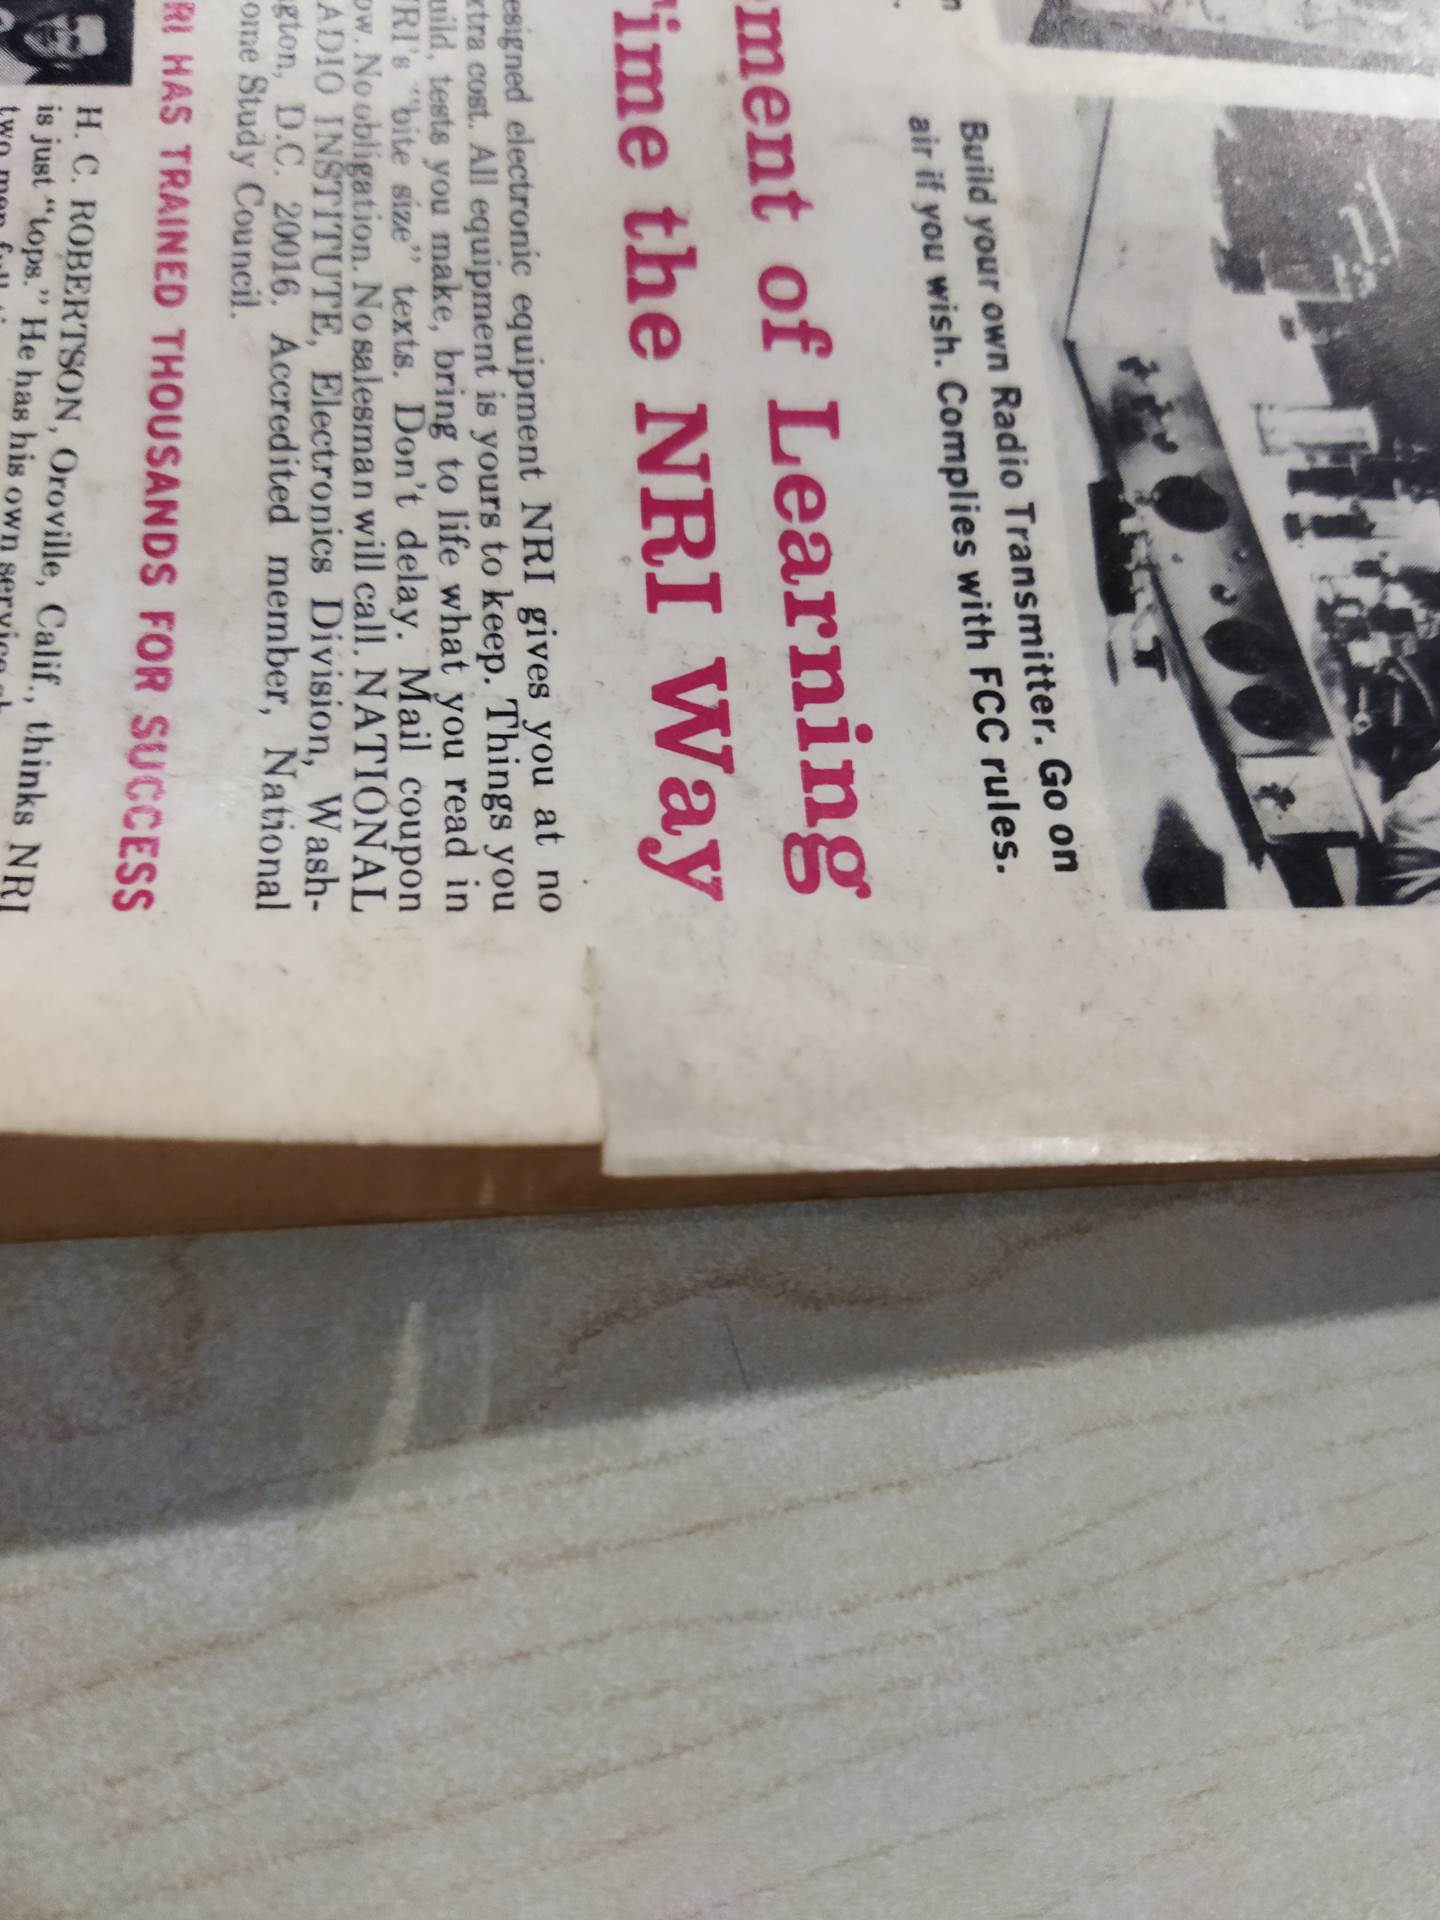 Build your own Radio Transmitter. Go on
air if you wish. Complies with FCC rules.
ment of Learning
ime the NRI Way
esigned electronic equipment NRI gives you at no
xtra cost. All equipment is yours to keep. Things you
uild, tests you make, bring to life what you read in
RI's "bite size" texts. Don't delay. Mail coupon
ow. No obligation. No salesman will call. NATIONAL
ADIO INSTITUTE, Electronics Division, Wash-
gton, D.C. 20016. Accredited member, National
ome Study Council.
RI HAS TRAINED THOUSANDS FOR SUCCESS
H. C. ROBERTSON, Oroville, Calif., thinks NRI
is just "tops." He has his own service
two men